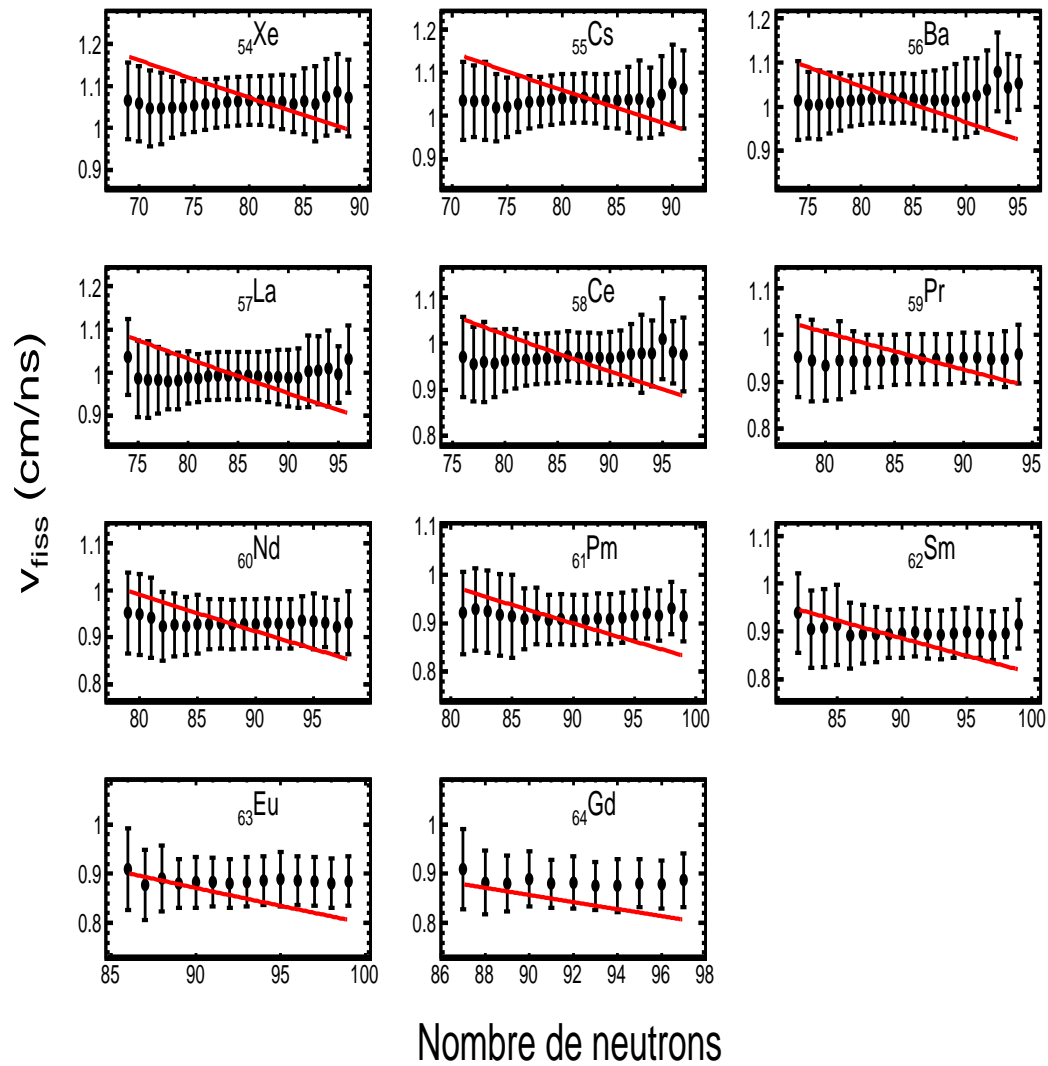 54Xe
1.2
1.1
1
0.9
70 75 80 85 90
55Cs
1.2
1.1
1
0.9
70 75 80 85 90
56Ba
1.2
1.1
1
0.9
75 80 85 90 95
57La
1.2
1.1
1
0.9
75 80 85 90 95
58Ce
1.1
1
0.9
0.8
75 80 85 90 95
59Pr
1.1
1
0.9
0.8
80 85 90 95
60Nd
1.1
1
0.9
0.8
80 85 90 95
61Pm
1.1
1
0.9
0.8
80 85 90 95 100
62Sm
1.1
1
0.9
0.8
85 90 95 100
63Eu
1
0.9
0.8
85 90 95 100
64Gd
1
0.9
0.8
86 88 90 92 94 96 98
vfiss (cm/ns)
Nombre de neutrons